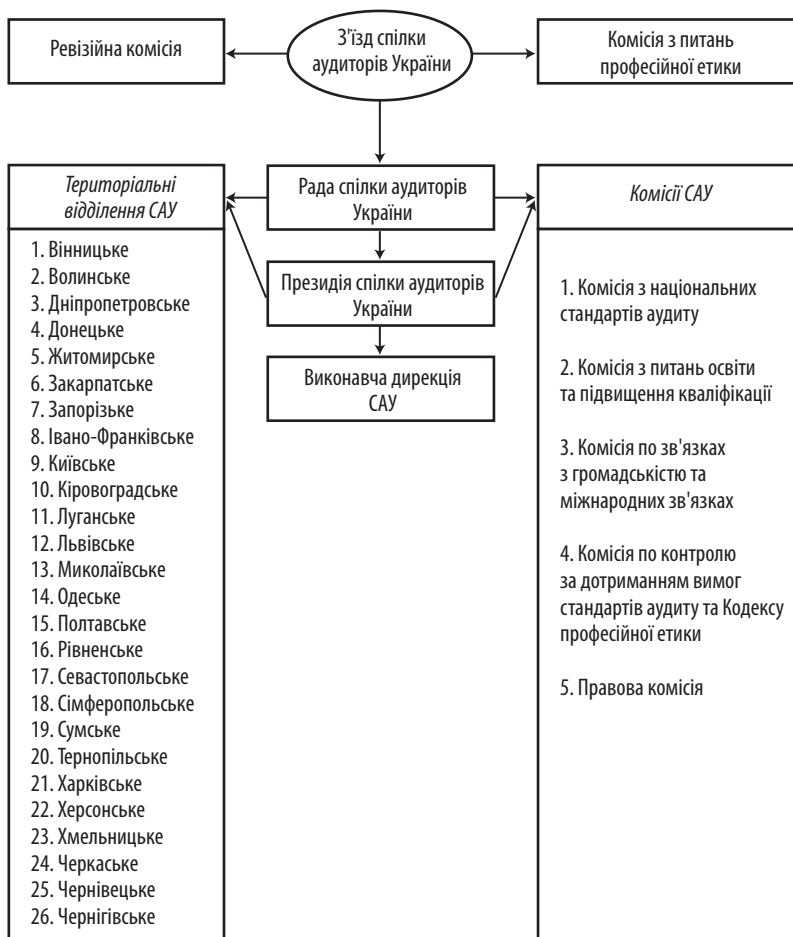 Ревізійна комісія
З'їзд спілки
аудиторів України
Комісія з питань
професійної етики
Територіальні
відділення САУ
Рада спілки аудиторів
України
Комісії САУ
Президія спілки аудиторів
України
Виконавча дирекція
САУ
1. Вінницьке
2. Волинське
3. Дніпропетровське
4. Донецьке
5. Житомирське
6. Закарпатське
7. Запорізьке
8. Івано-Франківське
9. Київське
10. Кіровоградське
11. Луганське
12. Львівське
13. Миколаївське
14. Одеське
15. Полтавське
16. Рівненське
17. Севастопольське
18. Сімферопольське
19. Сумське
20. Тернопільське
21. Харківське
22. Херсонське
23. Хмельницьке
24. Черкаське
25. Чернівецьке
26. Чернігівське
1. Комісія з національних
стандартів аудиту
2. Комісія з питань освіти
та підвищення кваліфікації
3. Комісія по зв'язках
з громадськістю та
міжнародних зв'язках
4. Комісія по контролю
за дотриманням вимог
стандартів аудиту та Кодексу
професійної етики
5. Правова комісія